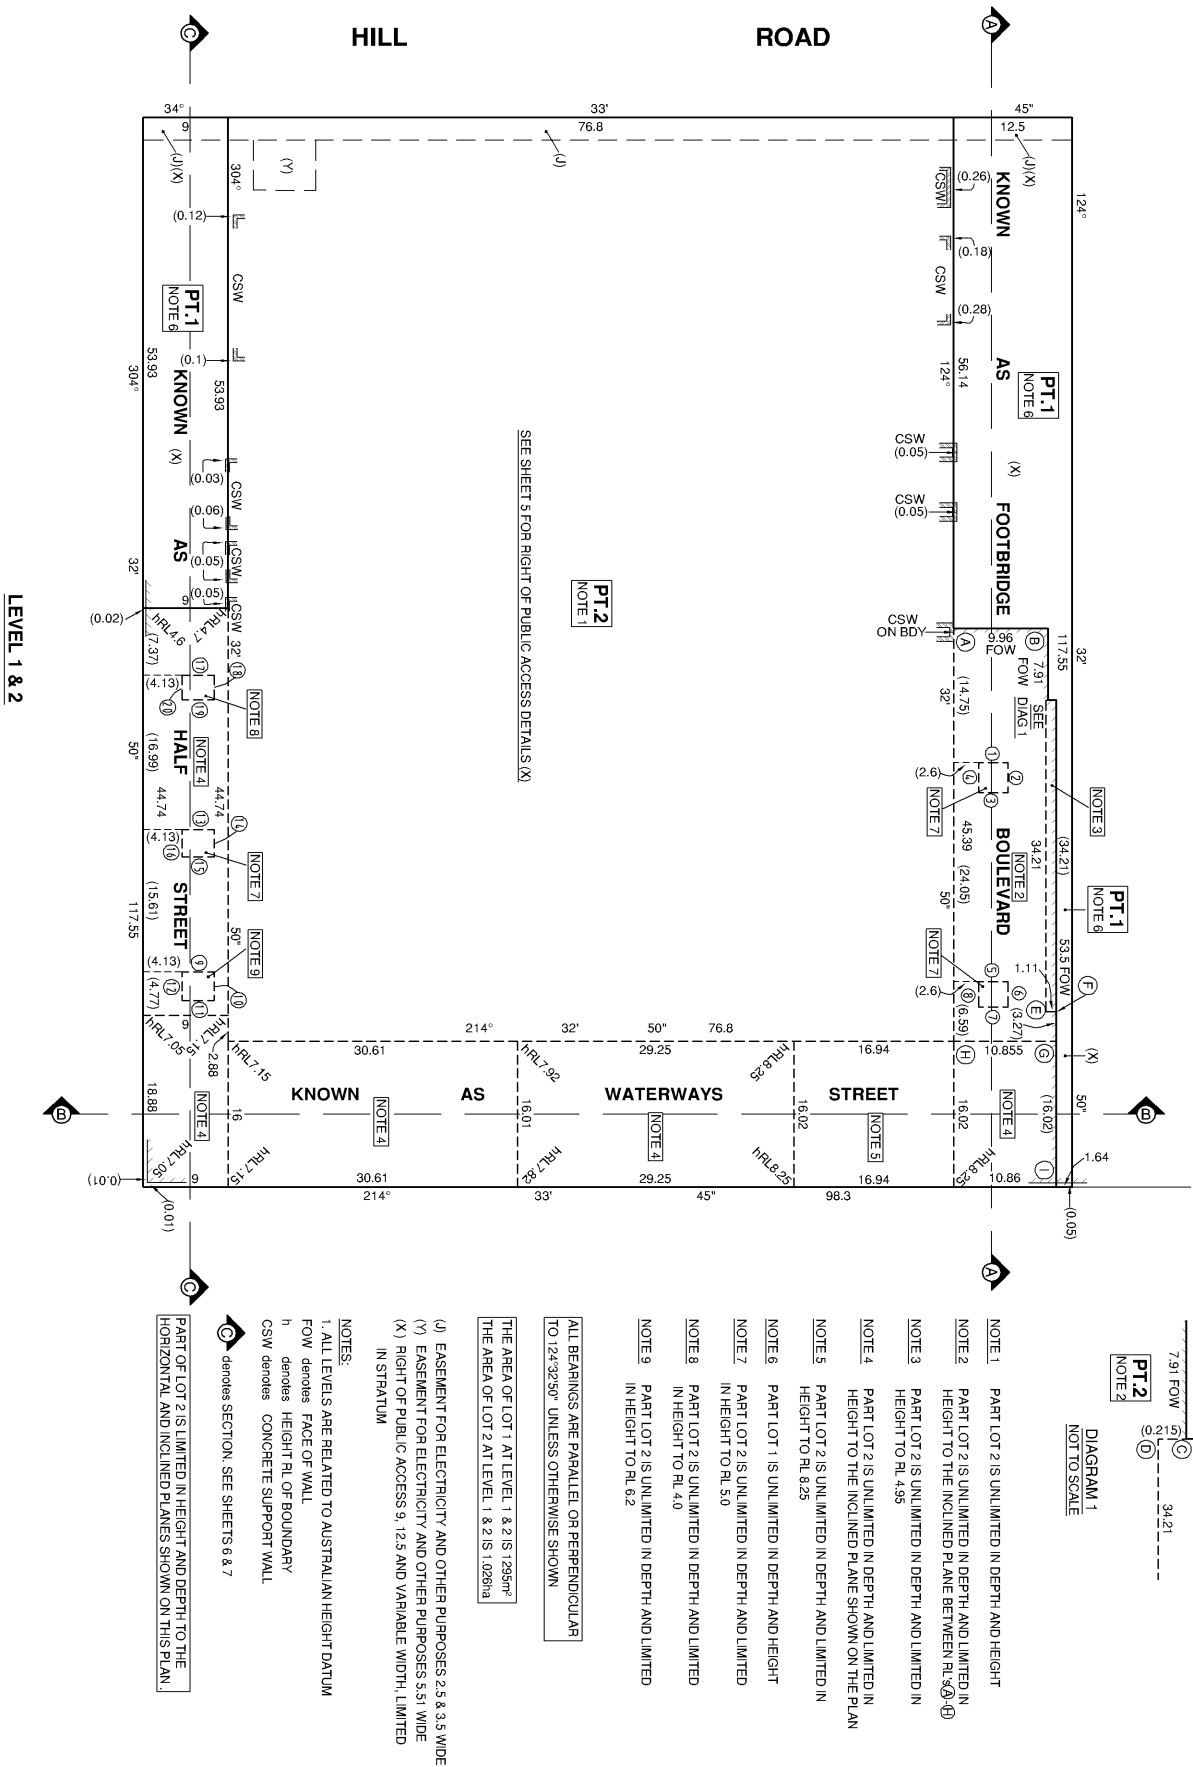 HILL ROAD
C
A
34°
33'
45"
9
76.8
12.5
(J)(X)
(Y)
(J)
(J)(X)
304°
(0.12)
CSW
PT.1
NOTE 6
(0.1)
53.93
304°
53.93
KNOWN
(X)
(0.03)
CSW
(0.06)
AS
(0.05)
CSW
(0.05)
CSW
32'
32'
9
(0.02)
hRL4.6
hRL4.7
(7.37)
17
18
(4.13)
20
19
NOTE 8
HALF
NOTE 4
(16.99)
50"
44.74
44.74
13
14
(4.13)
16
15
NOTE 7
STREET
(15.61)
117.55
50"
9
NOTE 9
(4.13)
(4.77)
12
10
11
9
hRL7.05
hRL7.15
2.88
18.88
NOTE 4
hRL7.05
9
hRL7.15
16
(0.01)
(0.01)
124°
(0.26)
CSW
KNOWN
(0.18)
CSW
(0.28)
AS
56.14
124°
PT.1
NOTE 6
CSW
(0.05)
(X)
CSW
(0.05)
FOOTBRIDGE
CSW
ON BDY
A
9.96
FOW
B
117.55
32'
7.91
FOW
SEE
DIAG 1
(14.75)
32'
1
2
(2.6)
4
3
NOTE 7
NOTE 3
45.39
(24.05)
BOULEVARD
NOTE 2
34.21
(34.21)
50"
PT.1
NOTE 6
53.5 FOW
NOTE 7
5
1.11
F
(2.6)
8
6
7
E
(6.59)
(3.27)
SEE SHEET 5 FOR RIGHT OF PUBLIC ACCESS DETAILS (X)
PT.2
NOTE 1
214°
32'
50"
76.8
hRL7.15
30.61
hRL7.92
29.25
hRL8.25
16.94
H
10.855
G
(X)
KNOWN AS WATERWAYS STREET
NOTE 4
16.01
NOTE 4
16.02
NOTE 5
16.02
NOTE 4
(16.02)
50"
B
B
30.61
hRL7.82
29.25
hRL8.25
16.94
hRL8.25
10.86
I
1.64
(0.05)
214°
33'
45"
98.3
C
A
LEVEL 1 & 2
7.91 FOW
(0.215)
C
D
34.21
PT.2
NOTE 2
DIAGRAM 1
NOT TO SCALE
NOTE 1 PART LOT 2 IS UNLIMITED IN DEPTH AND HEIGHT
NOTE 2 PART LOT 2 IS UNLIMITED IN DEPTH AND LIMITED IN
HEIGHT TO THE INCLINED PLANE BETWEEN RL's A-H
NOTE 3 PART LOT 2 IS UNLIMITED IN DEPTH AND LIMITED IN
HEIGHT TO RL 4.95
NOTE 4 PART LOT 2 IS UNLIMITED IN DEPTH AND LIMITED IN
HEIGHT TO THE INCLINED PLANE SHOWN ON THE PLAN
NOTE 5 PART LOT 2 IS UNLIMITED IN DEPTH AND LIMITED IN
HEIGHT TO RL 8.25
NOTE 6 PART LOT 1 IS UNLIMITED IN DEPTH AND HEIGHT
NOTE 7 PART LOT 2 IS UNLIMITED IN DEPTH AND LIMITED
IN HEIGHT TO RL 5.0
NOTE 8 PART LOT 2 IS UNLIMITED IN DEPTH AND LIMITED
IN HEIGHT TO RL 4.0
NOTE 9 PART LOT 2 IS UNLIMITED IN DEPTH AND LIMITED
IN HEIGHT TO RL 6.2
ALL BEARINGS ARE PARALLEL OR PERPENDICULAR
TO 124°32'50" UNLESS OTHERWISE SHOWN
THE AREA OF LOT 1 AT LEVEL 1 & 2 IS 1295m²
THE AREA OF LOT 2 AT LEVEL 1 & 2 IS 1.026ha
(J) EASEMENT FOR ELECTRICITY AND OTHER PURPOSES 2.5 & 3.5 WIDE
(Y) EASEMENT FOR ELECTRICITY AND OTHER PURPOSES 5.51 WIDE
(X) RIGHT OF PUBLIC ACCESS 9, 12.5 AND VARIABLE WIDTH, LIMITED
IN STRATUM
NOTES:
1. ALL LEVELS ARE RELATED TO AUSTRALIAN HEIGHT DATUM
FOW denotes FACE OF WALL
h denotes HEIGHT RL OF BOUNDARY
CSW denotes CONCRETE SUPPORT WALL
C denotes SECTION. SEE SHEETS 6 & 7
PART OF LOT 2 IS LIMITED IN HEIGHT AND DEPTH TO THE
HORIZONTAL AND INCLINED PLANES SHOWN ON THIS PLAN.